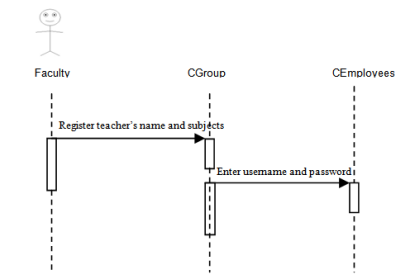 Faculty
CGroup
CEmployees
Register teacher's name and subjects
Enter username and password